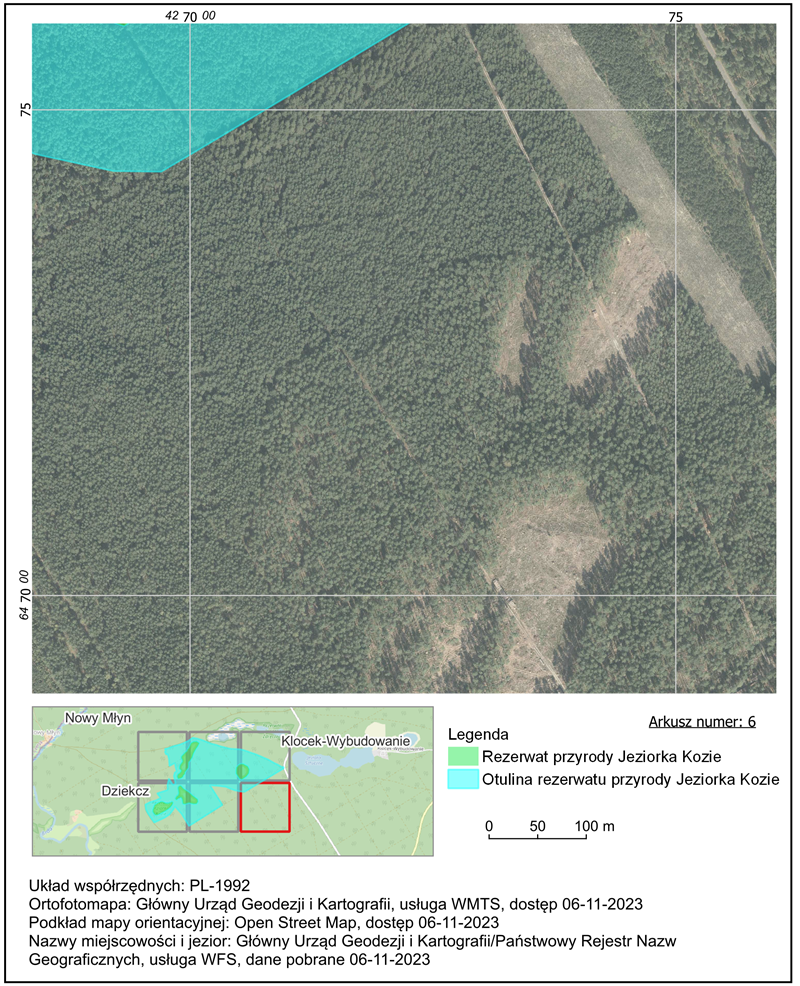 42 70 00
75
75
64 70 00
Nowy Młyn
Klocek-Wybudowanie
Dziekcz
Arkusz numer: 6
Legenda
Rezerwat przyrody Jeziorka Kozie
Otulina rezerwatu przyrody Jeziorka Kozie
0 50 100 m
Układ współrzędnych: PL-1992
Ortofotomapa: Główny Urząd Geodezji i Kartografii, usługa WMTS, dostęp 06-11-2023
Podkład mapy orientacyjnej: Open Street Map, dostęp 06-11-2023
Nazwy miejscowości i jezior: Główny Urząd Geodezji i Kartografii/Państwowy Rejestr Nazw
Geograficznych, usługa WFS, dane pobrane 06-11-2023